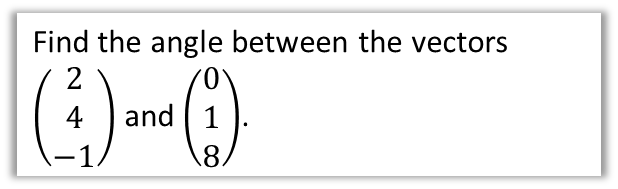 Find the angle between the vectors
(2 4 −1) and (0 1 8).